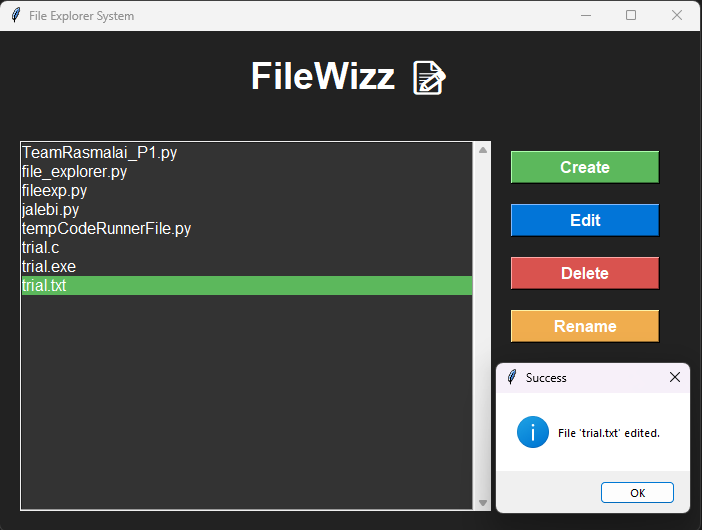 File Explorer System
FileWizz
TeamRasmalai_P1.py
file_explorer.py
fileexp.py
jalebi.py
tempCodeRunnerFile.py
trial.c
trial.exe
trial.txt
Create
Edit
Delete
Rename
Success
File 'trial.txt' edited.
OK